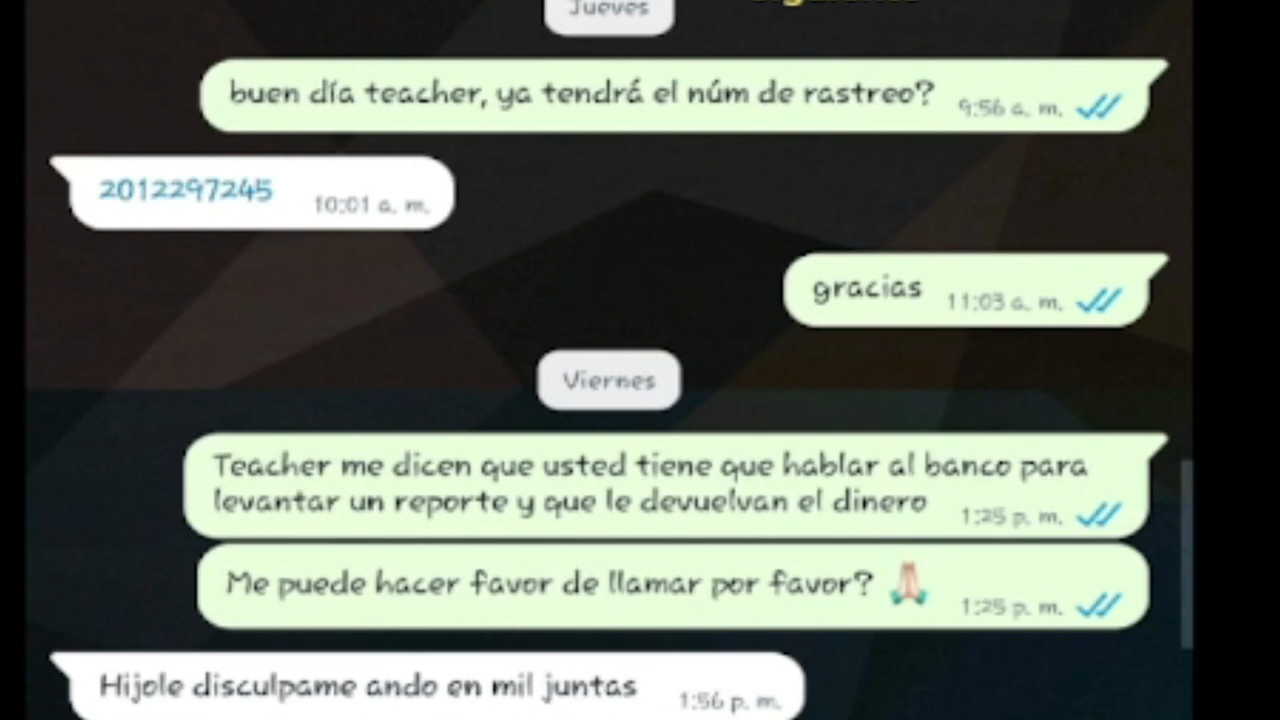 Jueves
buen día teacher, ya tendrá el núm de rastreo? 9:56 a. m.
2012297245 10:01 a. m.
gracias 11:03 a. m.
Viernes
Teacher me dicen que usted tiene que hablar al banco para
levantar un reporte y que le devuelvan el dinero 1:25 p. m.
Me puede hacer favor de llamar por favor? 🙏🏻 1:25 p. m.
Hijole disculpame ando en mil juntas 1:56 p. m.